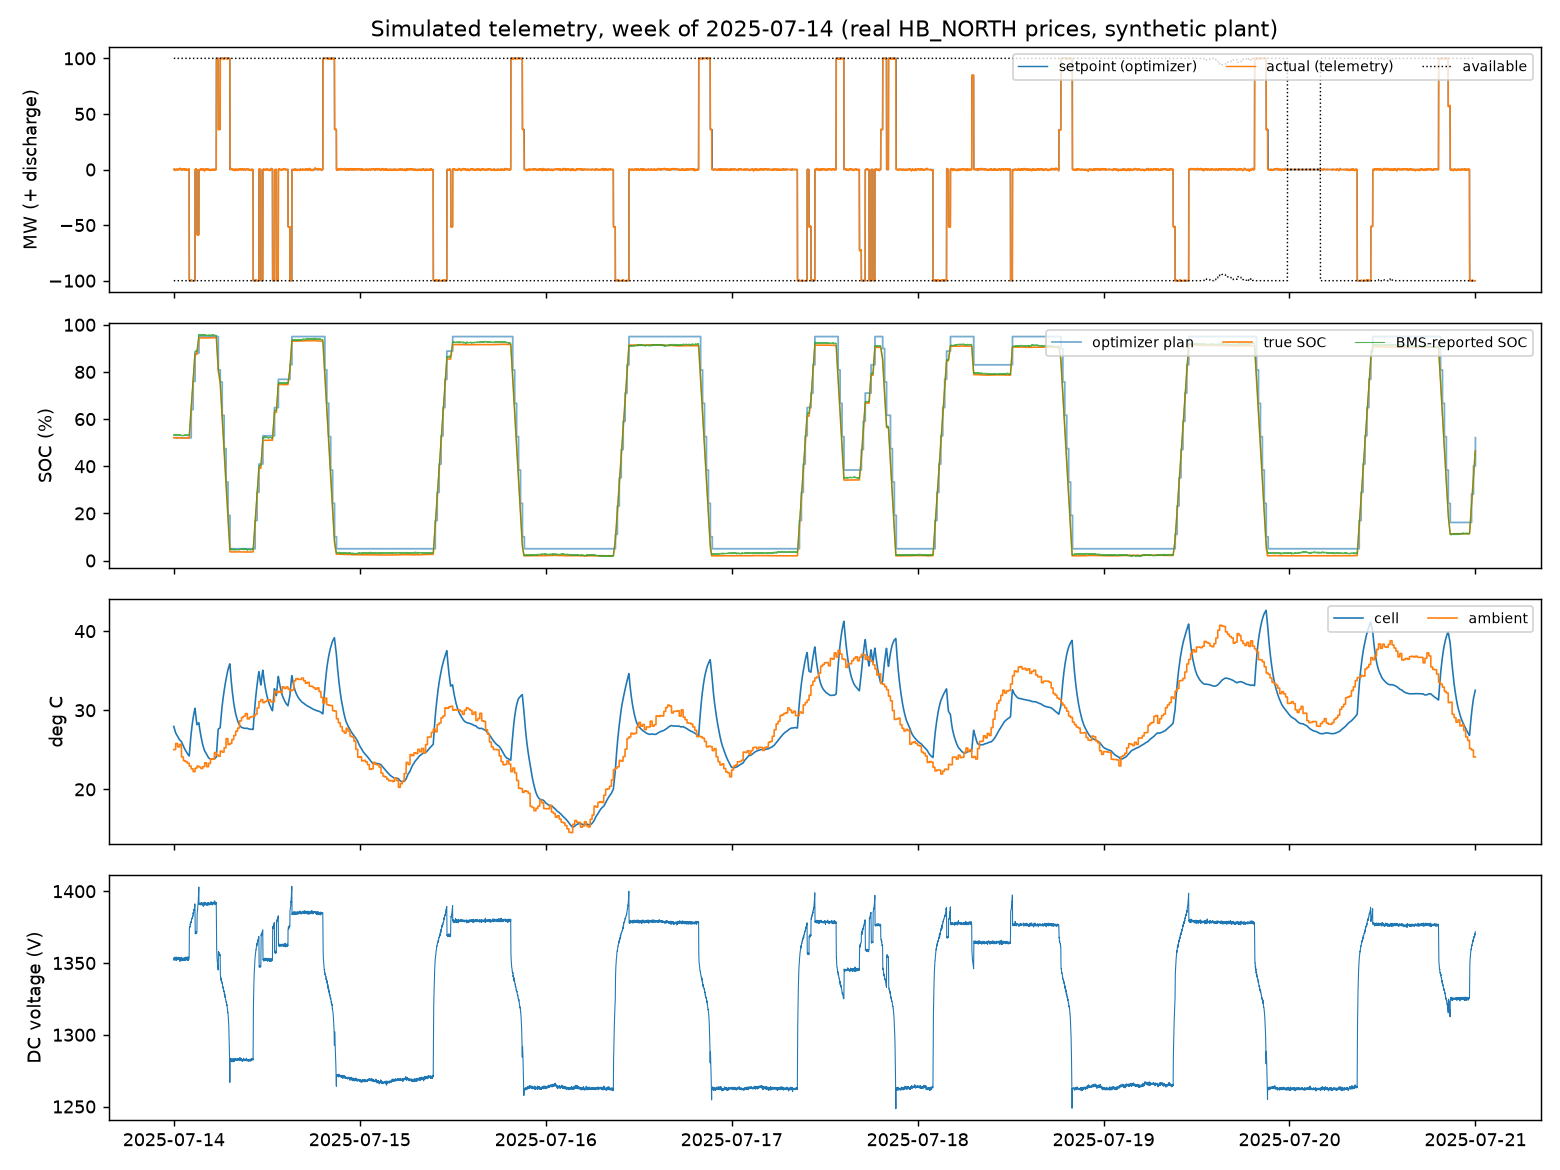 Simulated telemetry, week of 2025-07-14 (real HB_NORTH prices, synthetic plant)
MW (+ discharge)
100
50
0
−50
−100
setpoint (optimizer)
actual (telemetry)
available
SOC (%)
100
80
60
40
20
0
optimizer plan
true SOC
BMS-reported SOC
deg C
40
30
20
cell
ambient
DC voltage (V)
1400
1350
1300
1250
2025-07-14
2025-07-15
2025-07-16
2025-07-17
2025-07-18
2025-07-19
2025-07-20
2025-07-21